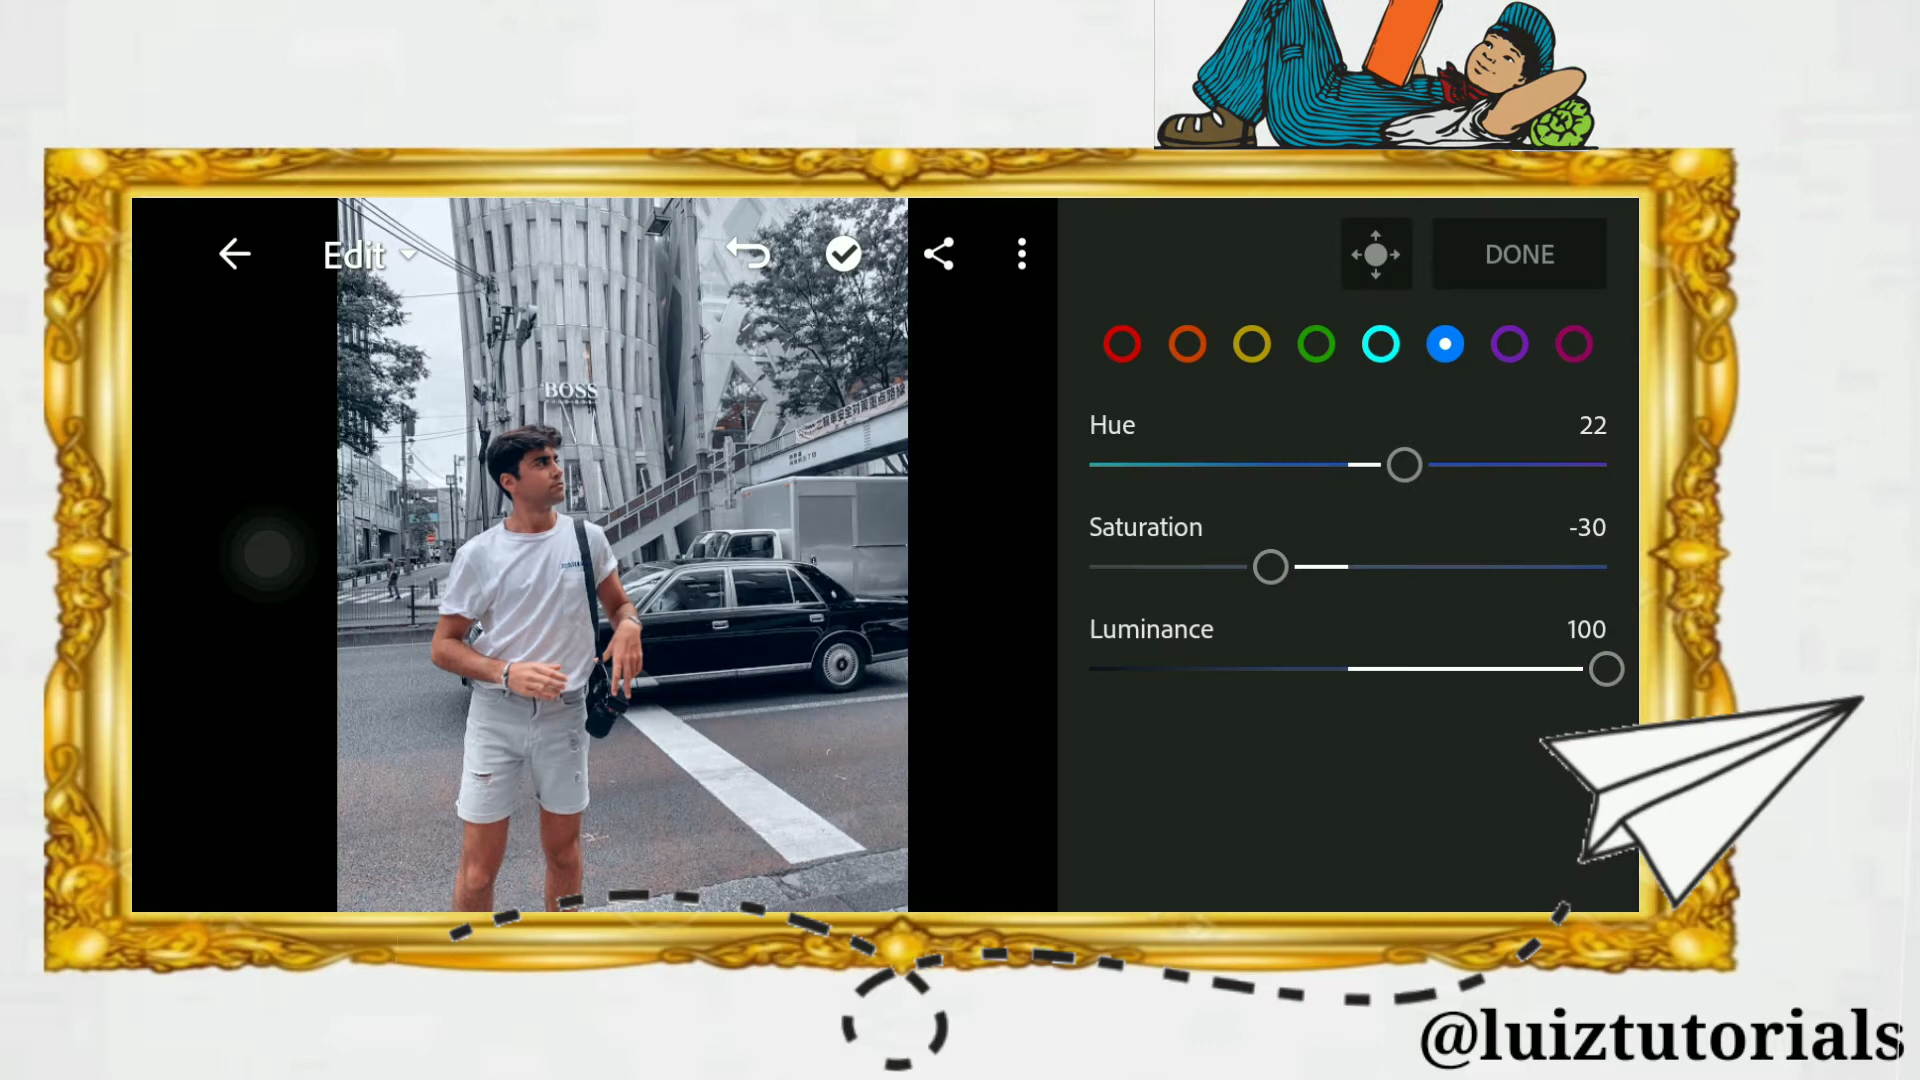 Edit
DONE
BOSS
Hue 22
Saturation -30
Luminance 100
@luiztutorials